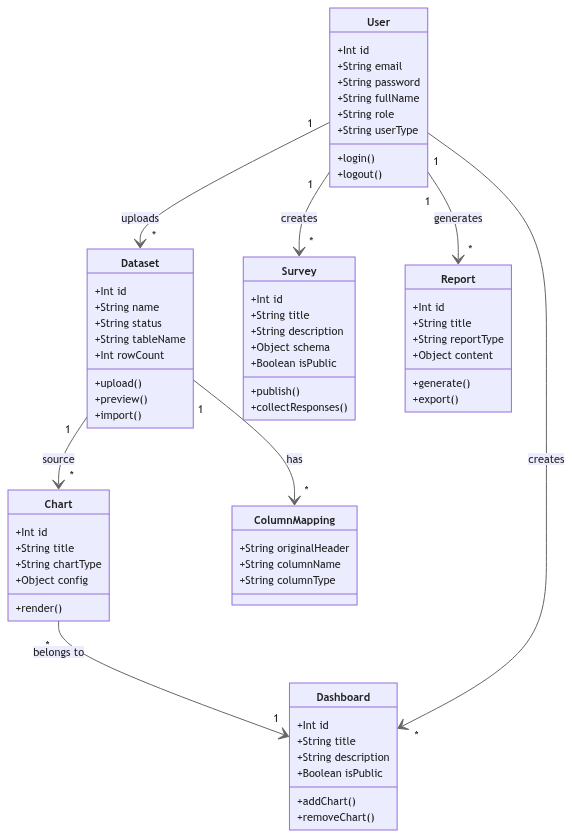 User
+Int id
+String email
+String password
+String fullName
+String role
+String userType
+login()
+logout()
1
1
1
1
uploads
creates
generates
*
*
*
Dataset
+Int id
+String name
+String status
+String tableName
+Int rowCount
+upload()
+preview()
+import()
Survey
+Int id
+String title
+String description
+Object schema
+Boolean isPublic
+publish()
+collectResponses()
Report
+Int id
+String title
+String reportType
+Object content
+generate()
+export()
1
1
source
has
creates
*
*
Chart
+Int id
+String title
+String chartType
+Object config
+render()
ColumnMapping
+String originalHeader
+String columnName
+String columnType
*
belongs to
1
*
Dashboard
+Int id
+String title
+String description
+Boolean isPublic
+addChart()
+removeChart()